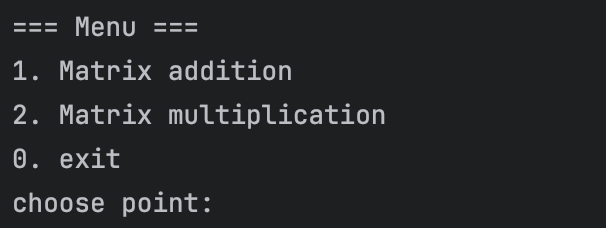 === Menu ===
1. Matrix addition
2. Matrix multiplication
0. exit
choose point: